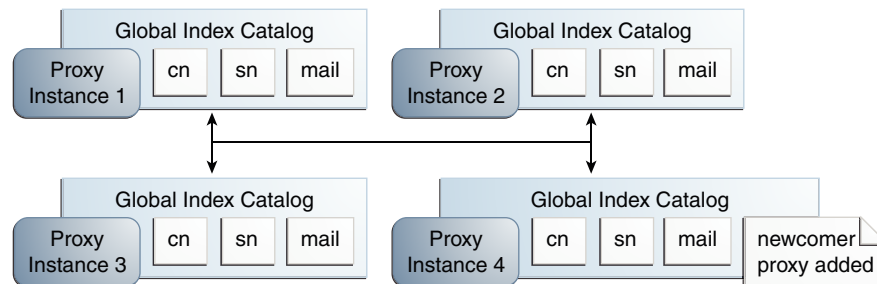 Global Index Catalog
Proxy
Instance 1
cn
sn
mail
Global Index Catalog
Proxy
Instance 2
cn
sn
mail
Global Index Catalog
Proxy
Instance 3
cn
sn
mail
Global Index Catalog
Proxy
Instance 4
cn
sn
mail
newcomer
proxy added